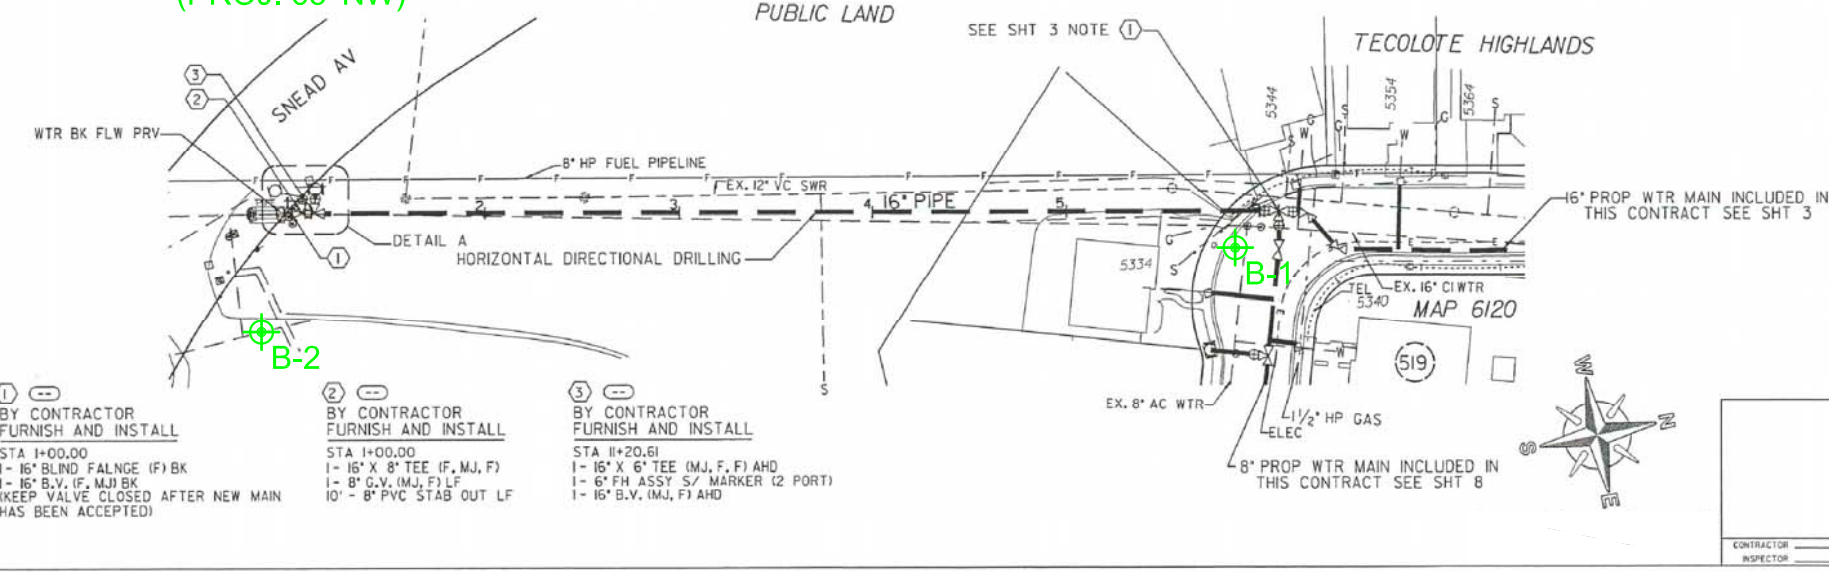 PUBLIC LAND
SEE SHT 3 NOTE 1
TECOLOTE HIGHLANDS
SNEAD AV
3
2
WTR BK FLW PRV
8" HP FUEL PIPELINE
EX. 12" VC SWR
16" PIPE
2 3 4 5
5344
5354
5364
16" PROP WTR MAIN INCLUDED IN
THIS CONTRACT SEE SHT 3
DETAIL A
HORIZONTAL DIRECTIONAL DRILLING
1
5334
B-1
TEL
5340
EX. 16" CI WTR
MAP 6120
B-2
519
1 --
BY CONTRACTOR
FURNISH AND INSTALL
STA 1+00.00
1- 16" BLIND FALNGE (F) BK
1- 16" B.V. (F, MJ) BK
(KEEP VALVE CLOSED AFTER NEW MAIN
HAS BEEN ACCEPTED)
2 --
BY CONTRACTOR
FURNISH AND INSTALL
STA 1+00.00
1- 16" X 8" TEE (F, MJ, F)
1- 8" G.V. (MJ, F) LF
10' - 8" PVC STAB OUT LF
3 --
BY CONTRACTOR
FURNISH AND INSTALL
STA 11+20.61
1- 16" X 6" TEE (MJ, F, F) AHD
1- 6" FH ASSY S/ MARKER (2 PORT)
1- 16" B.V. (MJ, F) AHD
EX. 8" AC WTR
1 1/2" HP GAS
ELEC
8" PROP WTR MAIN INCLUDED IN
THIS CONTRACT SEE SHT 8
W
N
S
E
CONTRACTOR
INSPECTOR